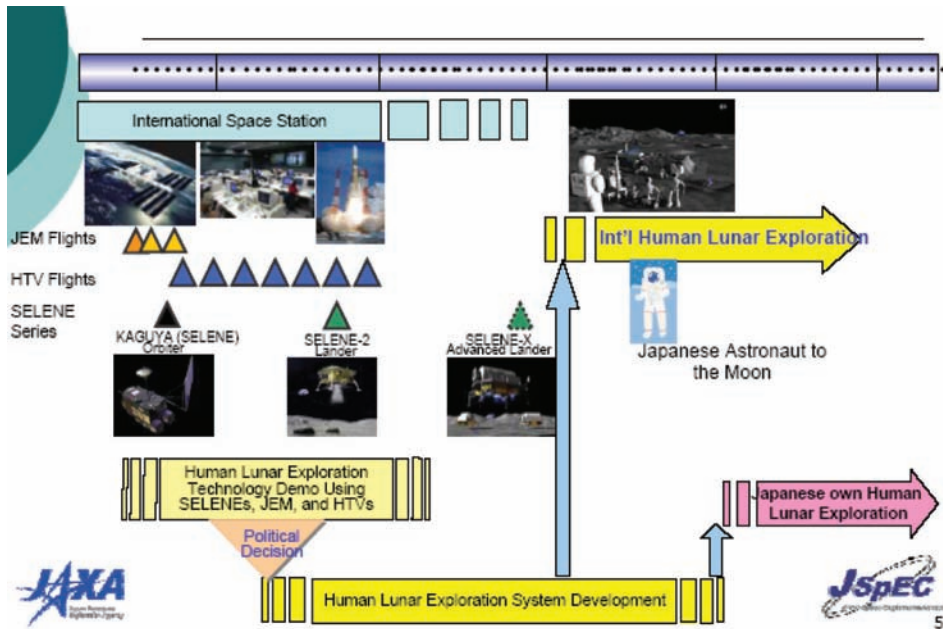 International Space Station
JEM Flights
Int'l Human Lunar Exploration
HTV Flights
SELENE
Series
KAGUYA (SELENE)
Orbiter
SELENE-2
Lander
SELENE-X
Advanced Lander
Japanese Astronaut to
the Moon
Human Lunar Exploration
Technology Demo Using
SELENEs, JEM, and HTVs
Japanese own Human
Lunar Exploration
Political
Decision
Human Lunar Exploration System Development
JAXA
JSpEC
5